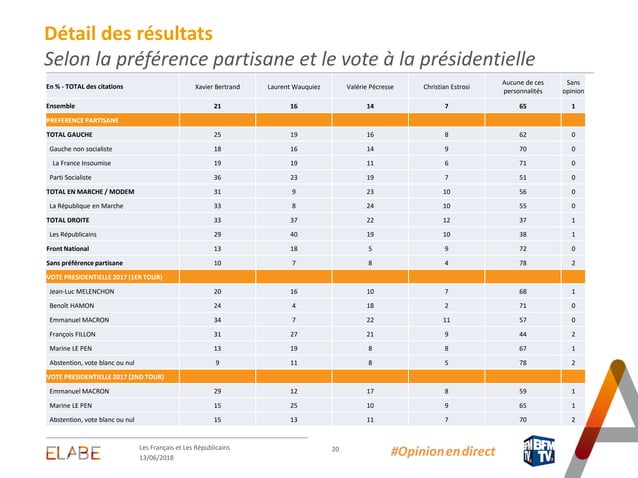 Détail des résultats
Selon la préférence partisane et le vote à la présidentielle
En % - TOTAL des citations Xavier Bertrand Laurent Wauquiez Valérie Pécresse Christian Estrosi Aucune de ces personnalités Sans opinion
Ensemble 21 16 14 7 65 1
PREFERENCE PARTISANE
TOTAL GAUCHE 25 19 16 8 62 0
Gauche non socialiste 18 16 14 9 70 0
La France Insoumise 19 19 11 6 71 0
Parti Socialiste 36 23 19 7 51 0
TOTAL EN MARCHE / MODEM 31 9 23 10 56 0
La République en Marche 33 8 24 10 55 0
TOTAL DROITE 33 37 22 12 37 1
Les Républicains 29 40 19 10 38 1
Front National 13 18 5 9 72 0
Sans préférence partisane 10 7 8 4 78 2
VOTE PRESIDENTIELLE 2017 (1ER TOUR)
Jean-Luc MELENCHON 20 16 10 7 68 1
Benoît HAMON 24 4 18 2 71 0
Emmanuel MACRON 34 7 22 11 57 0
François FILLON 31 27 21 9 44 2
Marine LE PEN 13 19 8 8 67 1
Abstention, vote blanc ou nul 9 11 8 5 78 2
VOTE PRESIDENTIELLE 2017 (2ND TOUR)
Emmanuel MACRON 29 12 17 8 59 1
Marine LE PEN 15 25 10 9 65 1
Abstention, vote blanc ou nul 15 13 11 7 70 2
ELABE
Les Français et Les Républicains
13/06/2018
20
#Opinionendirect
BFM
TV.